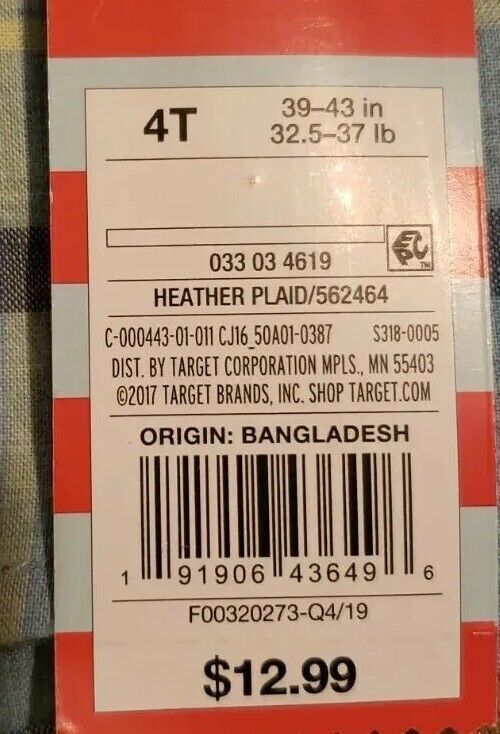 4T
39–43 in
32.5–37 lb
EPC™
033 03 4619
HEATHER PLAID/562464
C-000443-01-011 CJ16_50A01-0387 S318-0005
DIST. BY TARGET CORPORATION MPLS., MN 55403
©2017 TARGET BRANDS, INC. SHOP TARGET.COM
ORIGIN: BANGLADESH
1 91906 43649 6
F00320273-Q4/19
$12.99